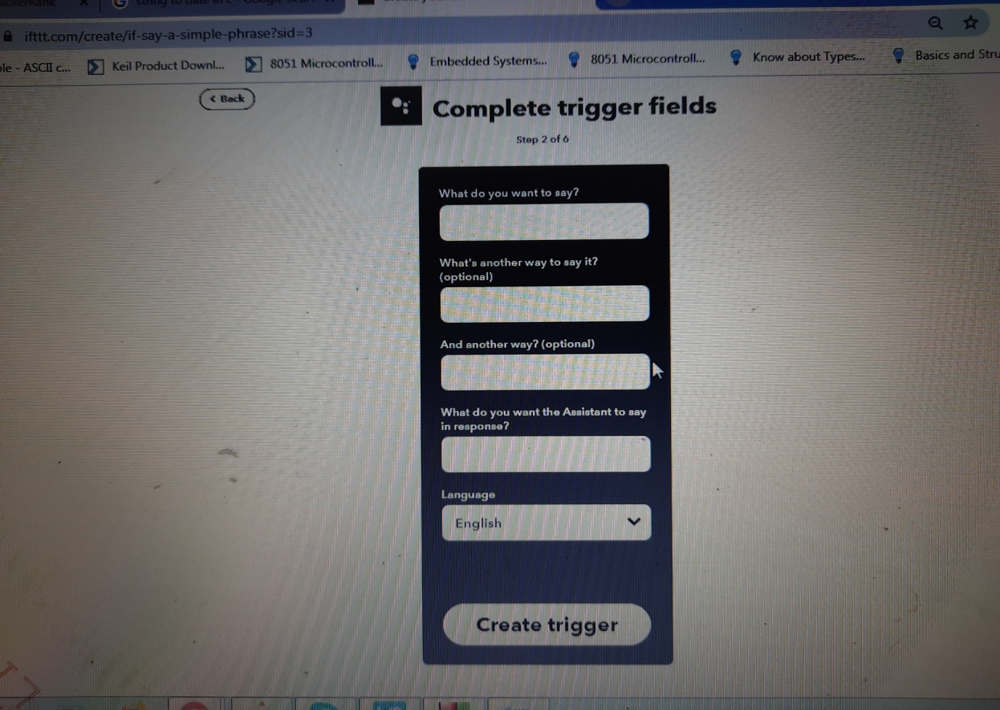 ifttt.com/create/if-say-a-simple-phrase?sid=3
ple - ASCII c...
Keil Product Downl...
8051 Microcontroll...
Embedded Systems...
8051 Microcontroll...
Know about Types...
Basics and Stru
Back
Complete trigger fields
Step 2 of 6
What do you want to say?
What's another way to say it?
(optional)
And another way? (optional)
What do you want the Assistant to say
in response?
Language
English
Create trigger